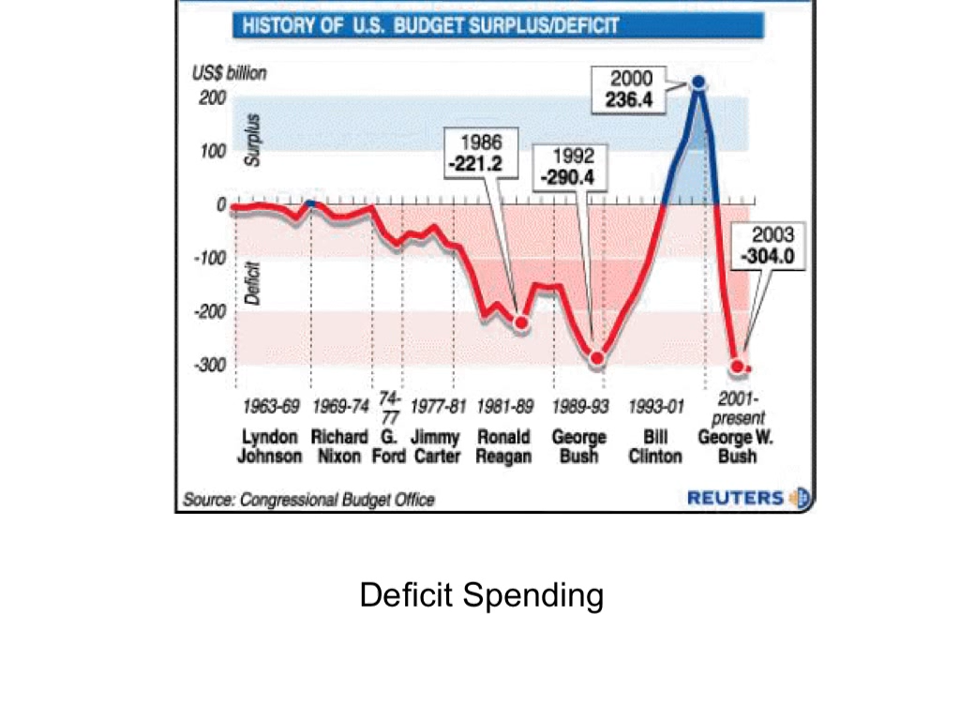 HISTORY OF U.S. BUDGET SURPLUS/DEFICIT
US$ billion
200
100
0
-100
-200
-300
Surplus
Deficit
1986
-221.2
1992
-290.4
2000
236.4
2003
-304.0
1963-69
Lyndon
Johnson
1969-74
Richard
Nixon
74-
77
G.
Ford
1977-81
Jimmy
Carter
1981-89
Ronald
Reagan
1989-93
George
Bush
1993-01
Bill
Clinton
2001-
present
George W.
Bush
Source: Congressional Budget Office
REUTERS
Deficit Spending